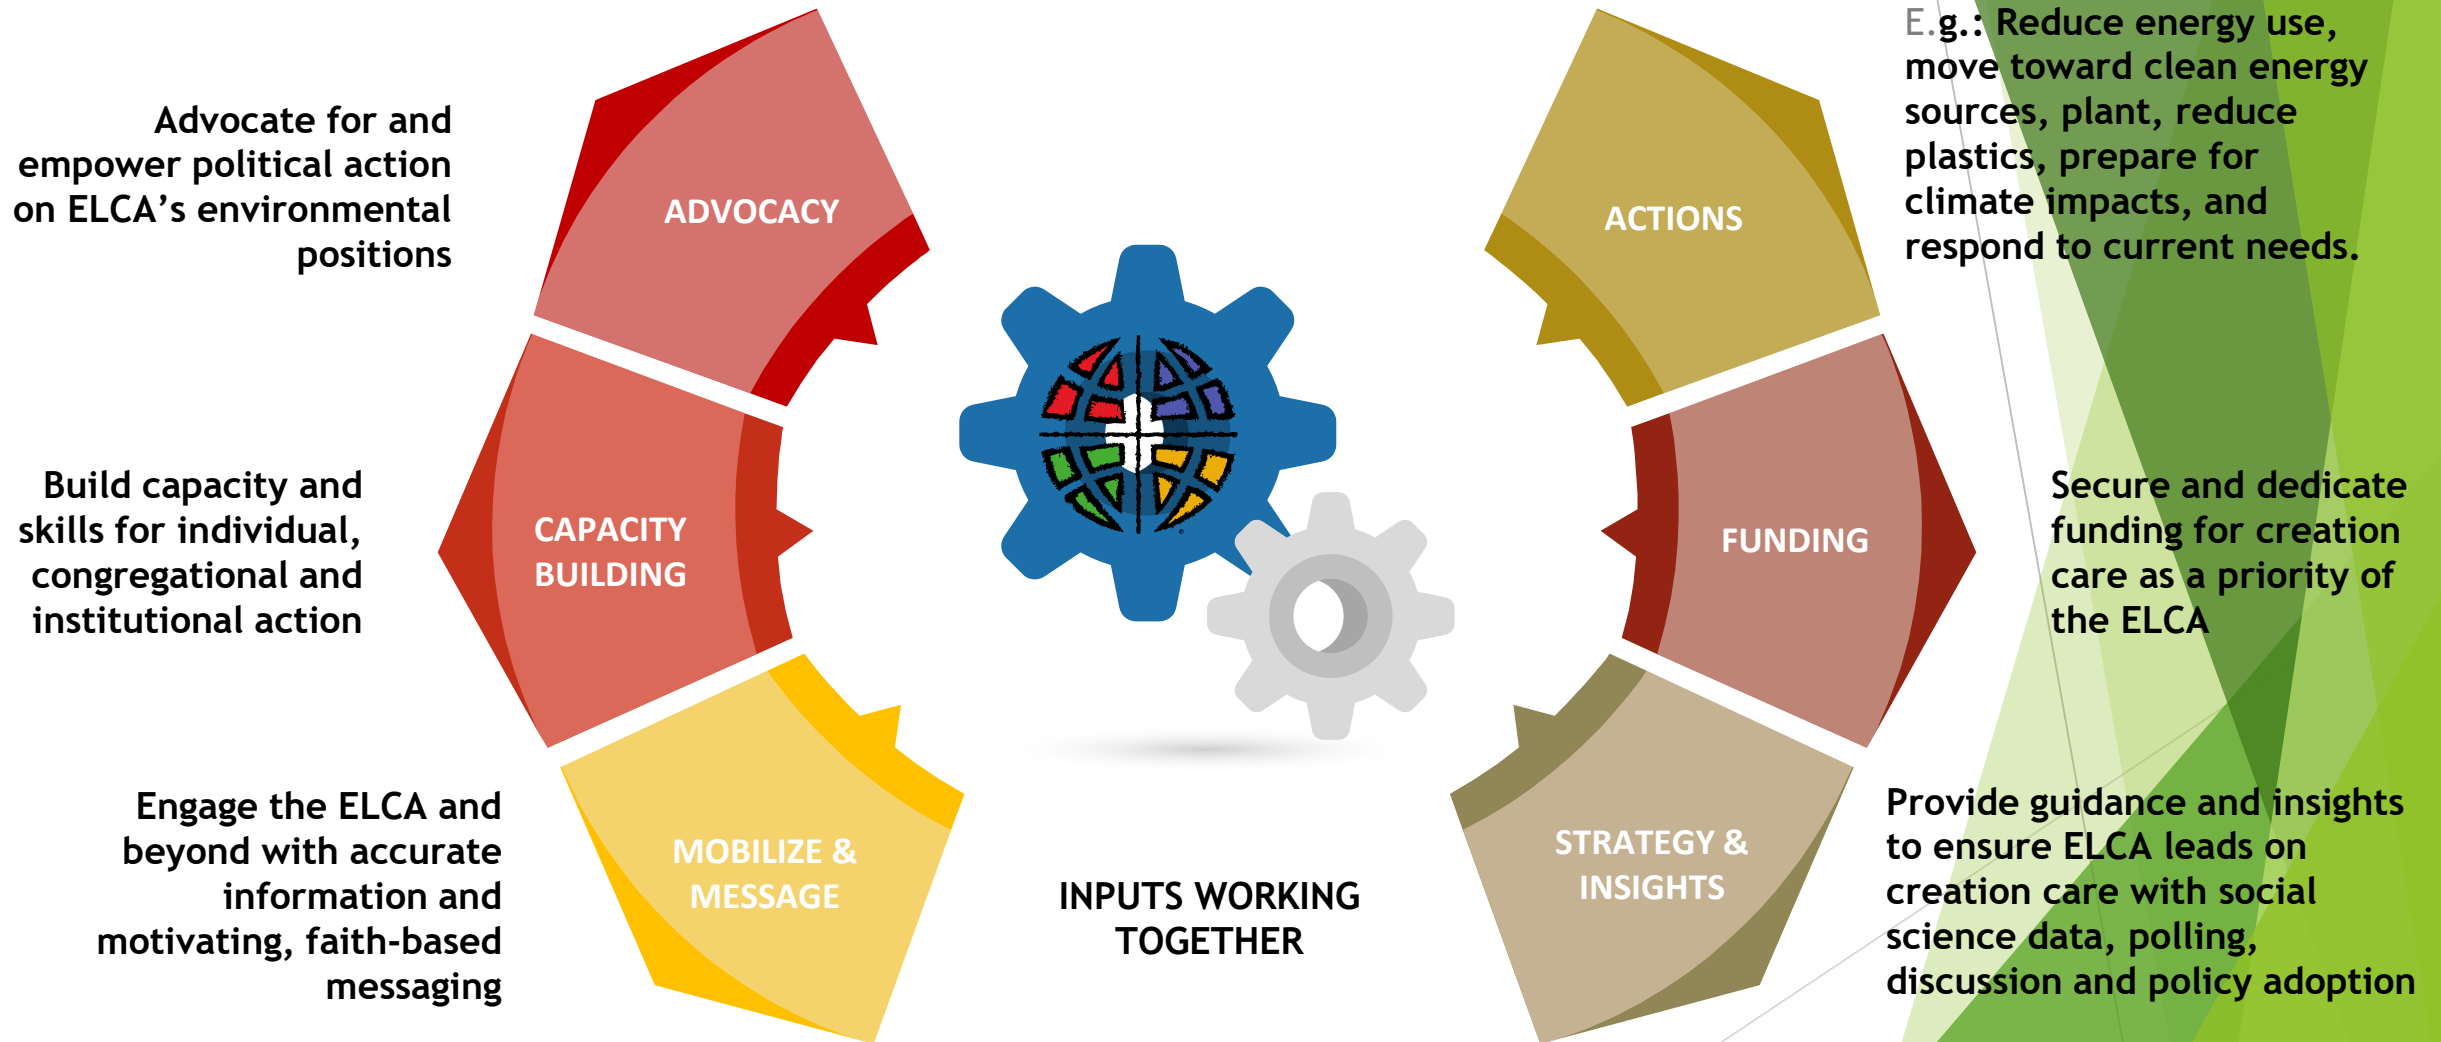 Advocate for and
empower political action
on ELCA’s environmental
positions
ADVOCACY
Build capacity and
skills for individual,
congregational and
institutional action
CAPACITY
BUILDING
Engage the ELCA and
beyond with accurate
information and
motivating, faith-based
messaging
MOBILIZE &
MESSAGE
INPUTS WORKING
TOGETHER
ACTIONS
E.g.: Reduce energy use,
move toward clean energy
sources, plant, reduce
plastics, prepare for
climate impacts, and
respond to current needs.
FUNDING
Secure and dedicate
funding for creation
care as a priority of
the ELCA
STRATEGY &
INSIGHTS
Provide guidance and insights
to ensure ELCA leads on
creation care with social
science data, polling,
discussion and policy adoption